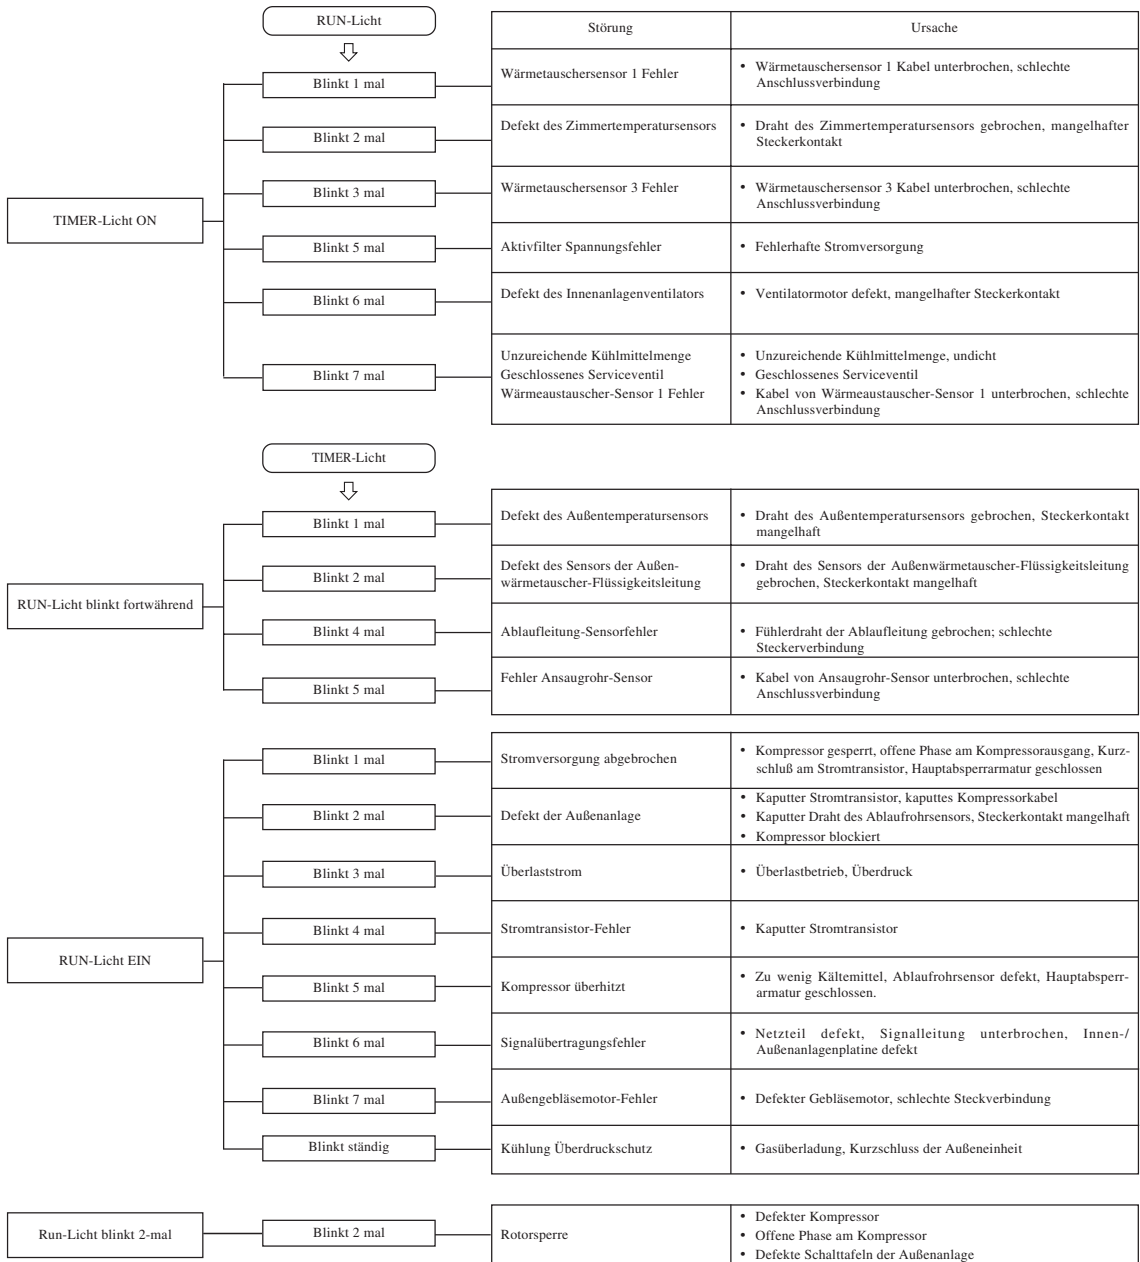 RUN-Licht
Störung
Ursache
TIMER-Licht ON
Blinkt 1 mal
Wärmetauschersensor 1 Fehler
• Wärmetauschersensor 1 Kabel unterbrochen, schlechte
Anschlussverbindung
Blinkt 2 mal
Defekt des Zimmertemperatursensors
• Draht des Zimmertemperatursensors gebrochen, mangelhafter
Steckerkontakt
Blinkt 3 mal
Wärmetauschersensor 3 Fehler
• Wärmetauschersensor 3 Kabel unterbrochen, schlechte
Anschlussverbindung
Blinkt 5 mal
Aktivfilter Spannungsfehler
• Fehlerhafte Stromversorgung
Blinkt 6 mal
Defekt des Innenanlagenventilators
• Ventilatormotor defekt, mangelhafter Steckerkontakt
Blinkt 7 mal
Unzureichende Kühlmittelmenge
Geschlossenes Serviceventil
Wärmeaustauscher-Sensor 1 Fehler
• Unzureichende Kühlmittelmenge, undicht
• Geschlossenes Serviceventil
• Kabel von Wärmeaustauscher-Sensor 1 unterbrochen, schlechte
Anschlussverbindung
TIMER-Licht
RUN-Licht blinkt fortwährend
Blinkt 1 mal
Defekt des Außentemperatursensors
• Draht des Außentemperatursensors gebrochen, Steckerkontakt
mangelhaft
Blinkt 2 mal
Defekt des Sensors der Außen-
wärmetauscher-Flüssigkeitsleitung
• Draht des Sensors der Außenwärmetauscher-Flüssigkeitsleitung
gebrochen, Steckerkontakt mangelhaft
Blinkt 4 mal
Ablaufleitung-Sensorfehler
• Fühlerdraht der Ablaufleitung gebrochen; schlechte
Steckerverbindung
Blinkt 5 mal
Fehler Ansaugrohr-Sensor
• Kabel von Ansaugrohr-Sensor unterbrochen, schlechte
Anschlussverbindung
RUN-Licht EIN
Blinkt 1 mal
Stromversorgung abgebrochen
• Kompressor gesperrt, offene Phase am Kompressorausgang, Kurz-
schluß am Stromtransistor, Hauptabsperrarmatur geschlossen
Blinkt 2 mal
Defekt der Außenanlage
• Kaputter Stromtransistor, kaputtes Kompressorkabel
• Kaputter Draht des Ablaufrohrsensors, Steckerkontakt mangelhaft
• Kompressor blockiert
Blinkt 3 mal
Überlaststrom
• Überlastbetrieb, Überdruck
Blinkt 4 mal
Stromtransistor-Fehler
• Kaputter Stromtransistor
Blinkt 5 mal
Kompressor überhitzt
• Zu wenig Kältemittel, Ablaufrohrsensor defekt, Hauptabsperr-
armatur geschlossen.
Blinkt 6 mal
Signalübertragungsfehler
• Netzteil defekt, Signalleitung unterbrochen, Innen-/
Außenanlagenplatine defekt
Blinkt 7 mal
Außengebläsemotor-Fehler
• Defekter Gebläsemotor, schlechte Steckverbindung
Blinkt ständig
Kühlung Überdruckschutz
• Gasüberladung, Kurzschluss der Außeneinheit
Run-Licht blinkt 2-mal
Blinkt 2 mal
Rotorsperre
• Defekter Kompressor
• Offene Phase am Kompressor
• Defekte Schalttafeln der Außenanlage